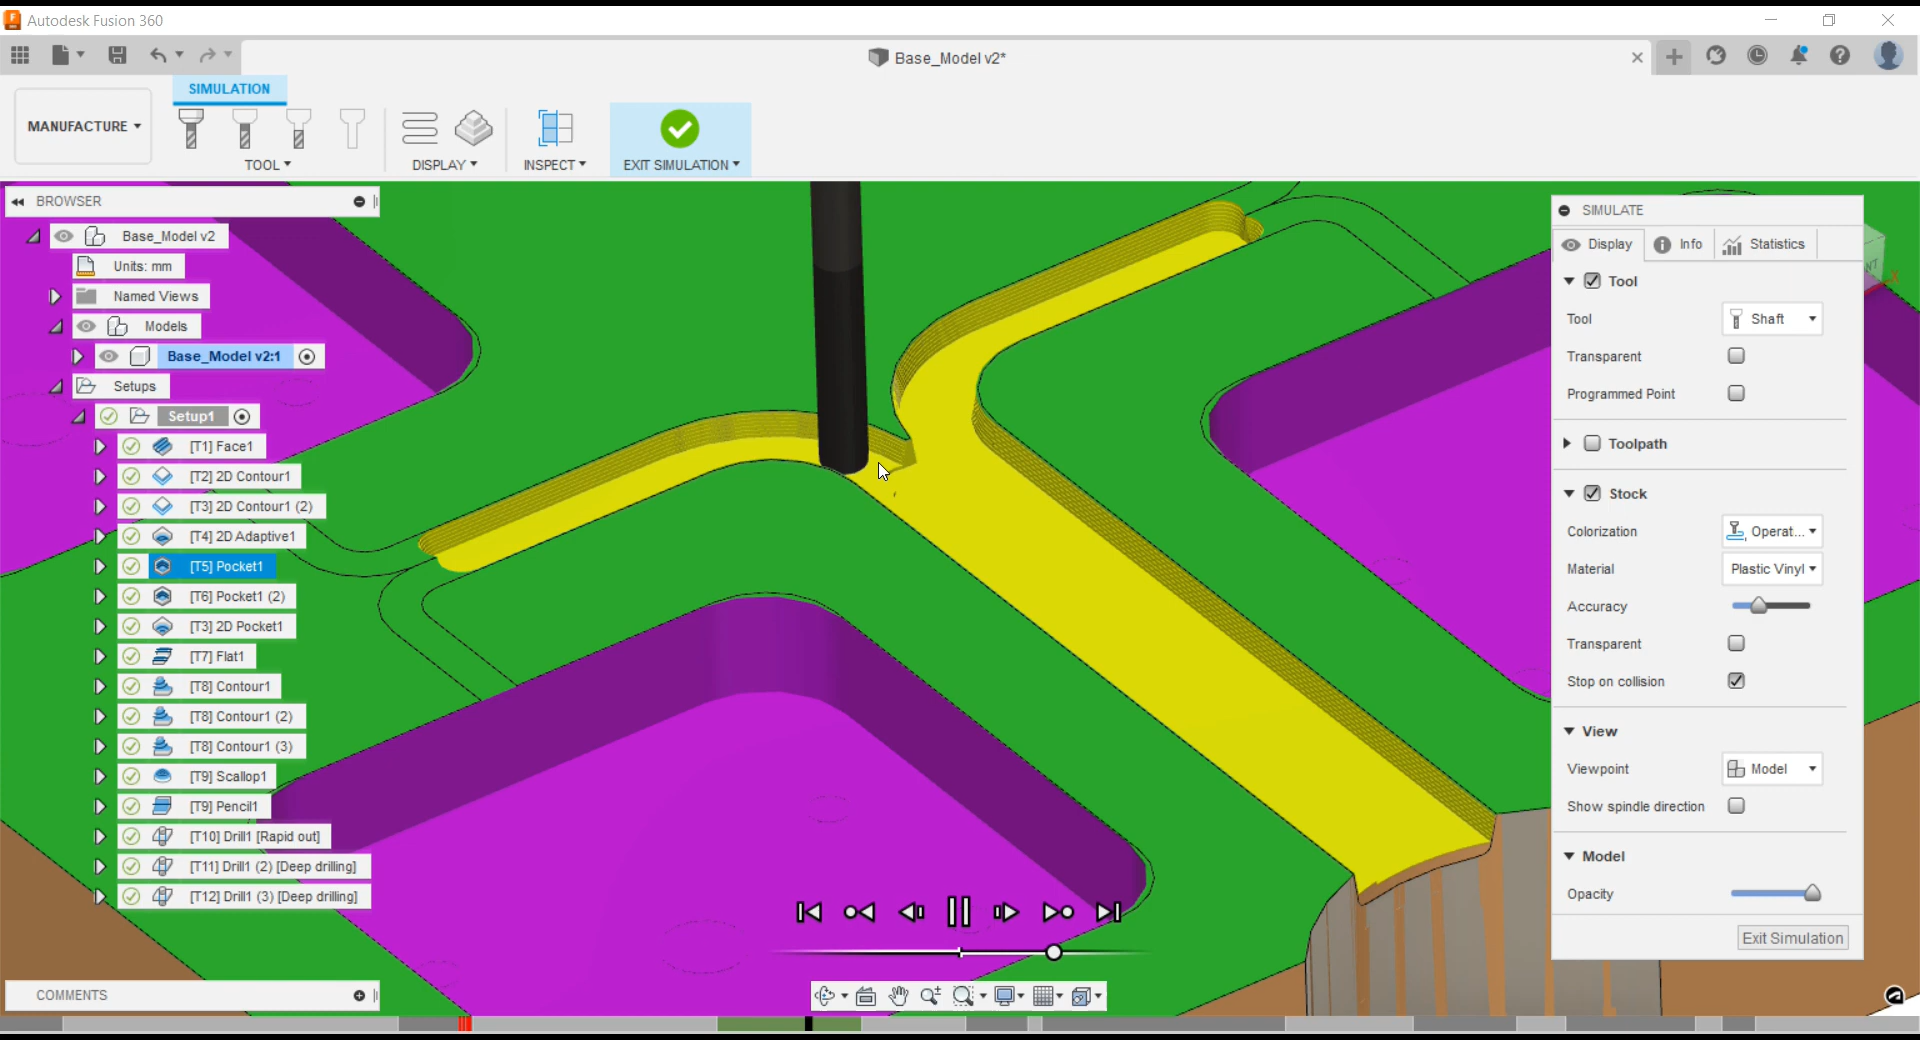 Autodesk Fusion 360
Base_Model v2*
MANUFACTURE
SIMULATION
TOOL
DISPLAY
INSPECT
EXIT SIMULATION
BROWSER
Base_Model v2
Units: mm
Named Views
Models
Base_Model v2:1
Setups
Setup1
[T1] Face1
[T2] 2D Contour1
[T3] 2D Contour1 (2)
[T4] 2D Adaptive1
[T5] Pocket1
[T6] Pocket1 (2)
[T3] 2D Pocket1
[T7] Flat1
[T8] Contour1
[T8] Contour1 (2)
[T8] Contour1 (3)
[T9] Scallop1
[T9] Pencil1
[T10] Drill1 [Rapid out]
[T11] Drill1 (2) [Deep drilling]
[T12] Drill1 (3) [Deep drilling]
COMMENTS
SIMULATE
Display
Info
Statistics
Tool
Tool Shaft
Transparent
Programmed Point
Toolpath
Stock
Colorization Operat...
Material Plastic Vinyl
Accuracy
Transparent
Stop on collision
View
Viewpoint Model
Show spindle direction
Model
Opacity
Exit Simulation